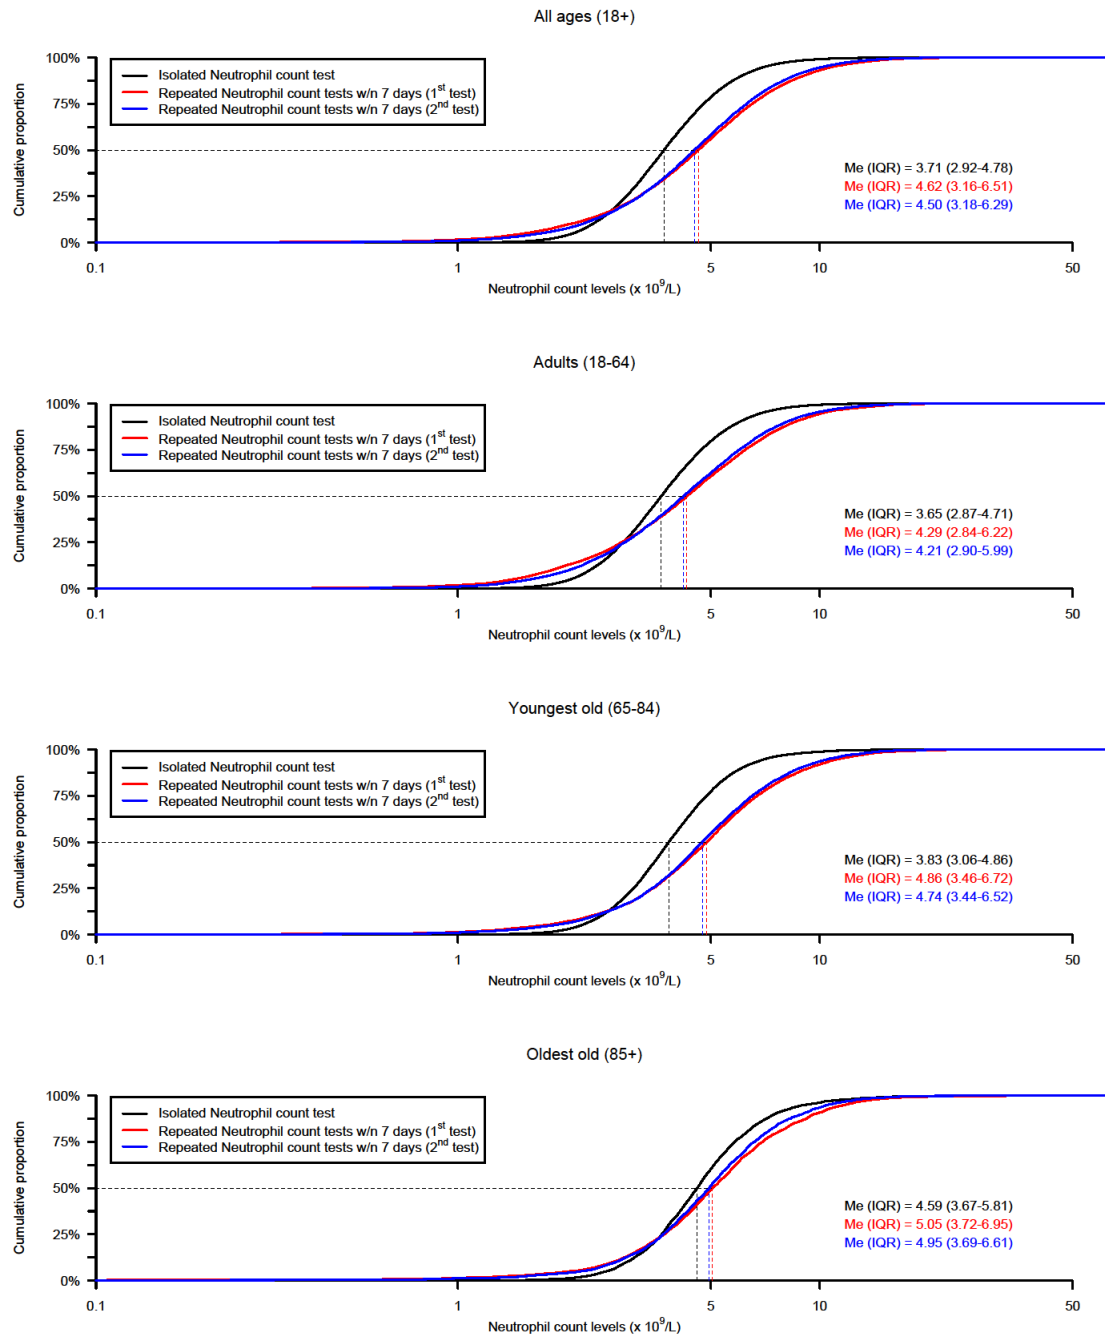 All ages (18+)
Cumulative proportion
100%
75%
50%
25%
0%
Isolated Neutrophil count test
Repeated Neutrophil count tests w/n 7 days (1st test)
Repeated Neutrophil count tests w/n 7 days (2nd test)
Me (IQR) = 3.71 (2.92-4.78)
Me (IQR) = 4.62 (3.16-6.51)
Me (IQR) = 4.50 (3.18-6.29)
0.1 1 5 10 50
Neutrophil count levels (x 10^9/L)
Adults (18-64)
Cumulative proportion
100%
75%
50%
25%
0%
Isolated Neutrophil count test
Repeated Neutrophil count tests w/n 7 days (1st test)
Repeated Neutrophil count tests w/n 7 days (2nd test)
Me (IQR) = 3.65 (2.87-4.71)
Me (IQR) = 4.29 (2.84-6.22)
Me (IQR) = 4.21 (2.90-5.99)
0.1 1 5 10 50
Neutrophil count levels (x 10^9/L)
Youngest old (65-84)
Cumulative proportion
100%
75%
50%
25%
0%
Isolated Neutrophil count test
Repeated Neutrophil count tests w/n 7 days (1st test)
Repeated Neutrophil count tests w/n 7 days (2nd test)
Me (IQR) = 3.83 (3.06-4.86)
Me (IQR) = 4.86 (3.46-6.72)
Me (IQR) = 4.74 (3.44-6.52)
0.1 1 5 10 50
Neutrophil count levels (x 10^9/L)
Oldest old (85+)
Cumulative proportion
100%
75%
50%
25%
0%
Isolated Neutrophil count test
Repeated Neutrophil count tests w/n 7 days (1st test)
Repeated Neutrophil count tests w/n 7 days (2nd test)
Me (IQR) = 4.59 (3.67-5.81)
Me (IQR) = 5.05 (3.72-6.95)
Me (IQR) = 4.95 (3.69-6.61)
0.1 1 5 10 50
Neutrophil count levels (x 10^9/L)